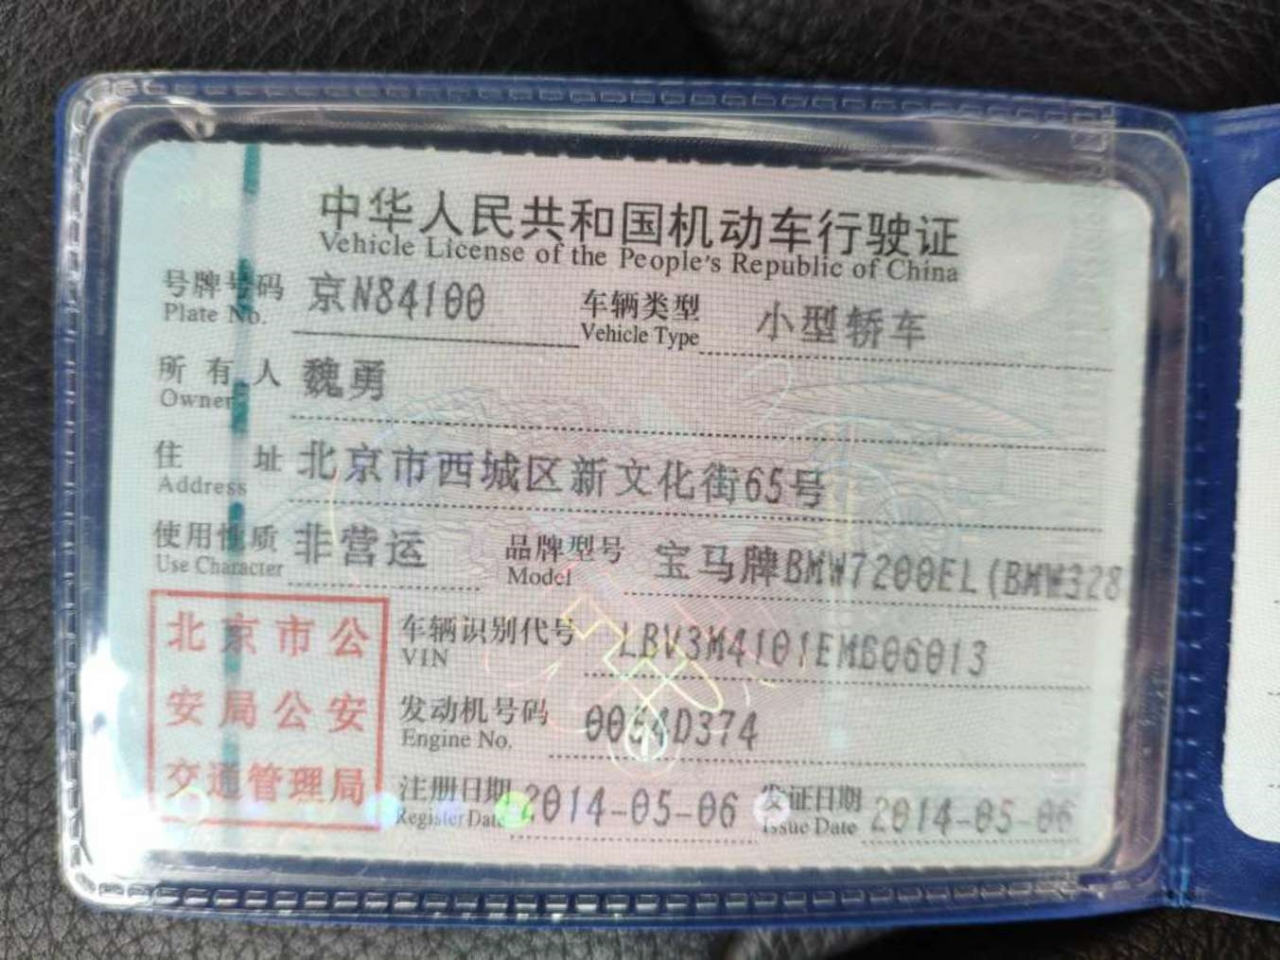 中华人民共和国机动车行驶证
Vehicle License of the People's Republic of China
号牌号码 京N84100 车辆类型 小型轿车
Plate No. Vehicle Type
所有人 魏勇
Owner
住址 北京市西城区新文化街65号
Address
使用性质 非营运 品牌型号 宝马牌BMW7200EL(BMW328
Use Character Model
北京市公
安局公安
交通管理局
车辆识别代号 LBV3M4101EMB06013
VIN
发动机号码 0054D374
Engine No.
注册日期 2014-05-06 发证日期 2014-05-06
Register Date Issue Date